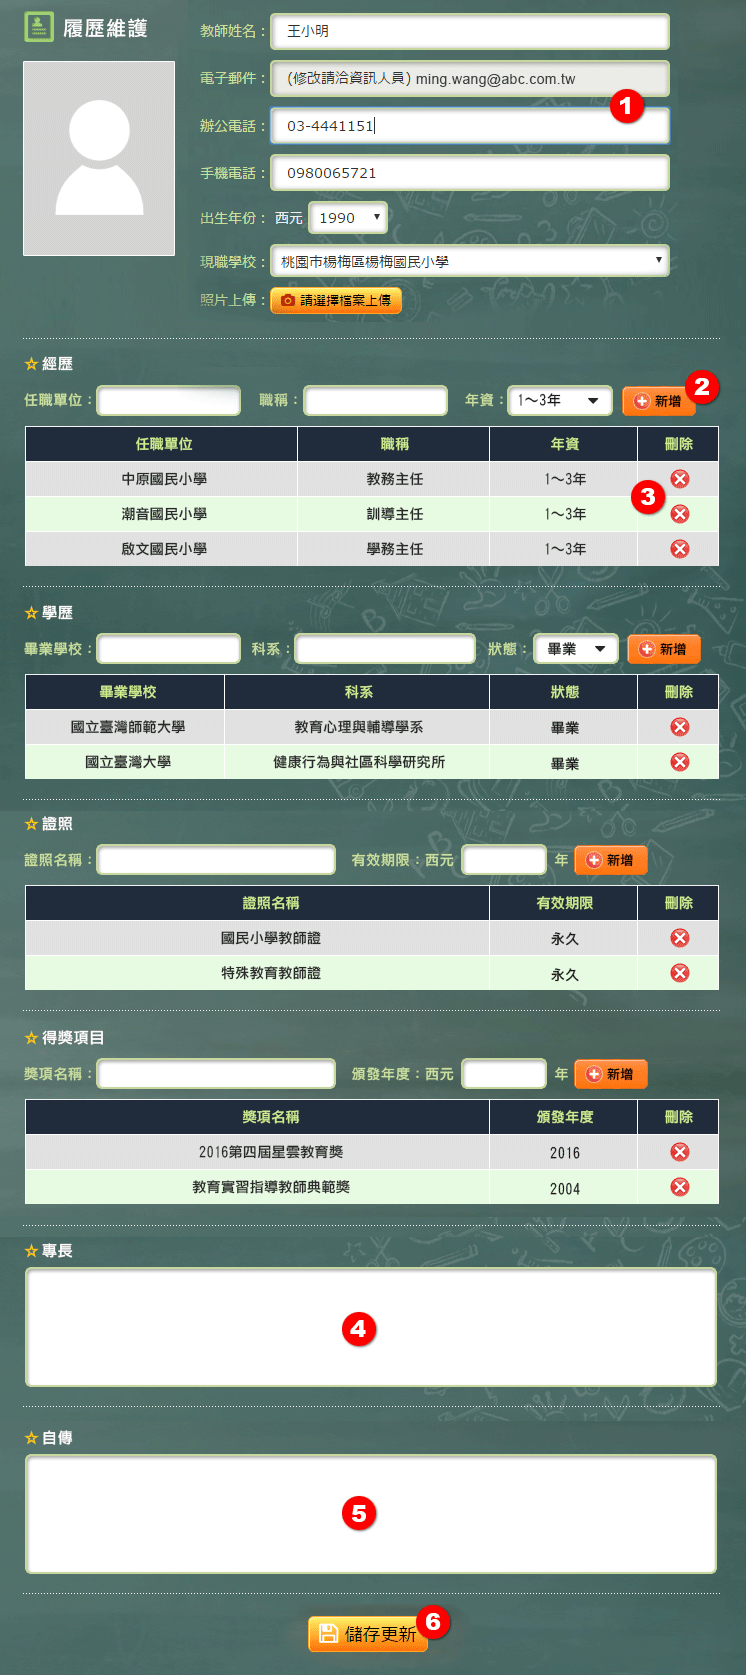 履歷維護
教師姓名： 王小明
電子郵件： (修改請洽資訊人員) ming.wang@abc.com.tw
1
辦公電話： 03-4441151
手機電話： 0980065721
出生年份： 西元 1990
現職學校： 桃園市楊梅區楊梅國民小學
照片上傳： 請選擇檔案上傳
☆ 經歷
任職單位： 職稱： 年資： 1～3年 新增 2
任職單位 職稱 年資 刪除
中原國民小學 教務主任 1～3年
3
潮音國民小學 訓導主任 1～3年
啟文國民小學 學務主任 1～3年
☆ 學歷
畢業學校： 科系： 狀態： 畢業 新增
畢業學校 科系 狀態 刪除
國立臺灣師範大學 教育心理與輔導學系 畢業
國立臺灣大學 健康行為與社區科學研究所 畢業
☆ 證照
證照名稱： 有效期限：西元 年 新增
證照名稱 有效期限 刪除
國民小學教師證 永久
特殊教育教師證 永久
☆ 得獎項目
獎項名稱： 頒發年度：西元 年 新增
獎項名稱 頒發年度 刪除
2016第四屆星雲教育獎 2016
教育實習指導教師典範獎 2004
☆ 專長
4
☆ 自傳
5
儲存更新 6